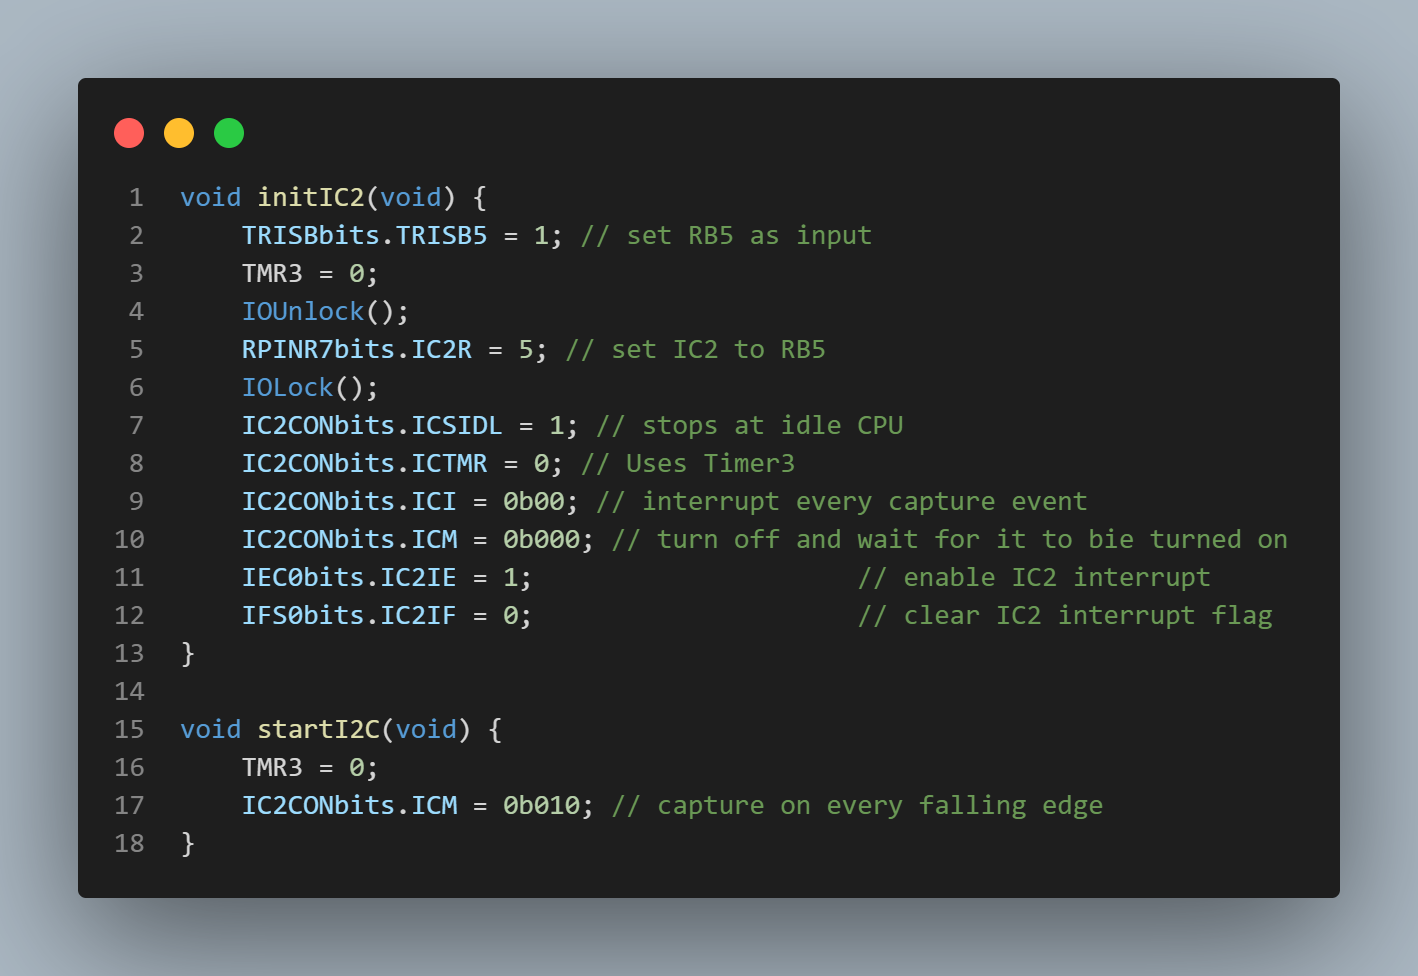 1 void initIC2(void) {
2     TRISBbits.TRISB5 = 1; // set RB5 as input
3     TMR3 = 0;
4     IOUnlock();
5     RPINR7bits.IC2R = 5; // set IC2 to RB5
6     IOLock();
7     IC2CONbits.ICSIDL = 1; // stops at idle CPU
8     IC2CONbits.ICTMR = 0; // Uses Timer3
9     IC2CONbits.ICI = 0b00; // interrupt every capture event
10     IC2CONbits.ICM = 0b000; // turn off and wait for it to bie turned on
11     IEC0bits.IC2IE = 1;                     // enable IC2 interrupt
12     IFS0bits.IC2IF = 0;                     // clear IC2 interrupt flag
13 }
14
15 void startI2C(void) {
16     TMR3 = 0;
17     IC2CONbits.ICM = 0b010; // capture on every falling edge
18 }